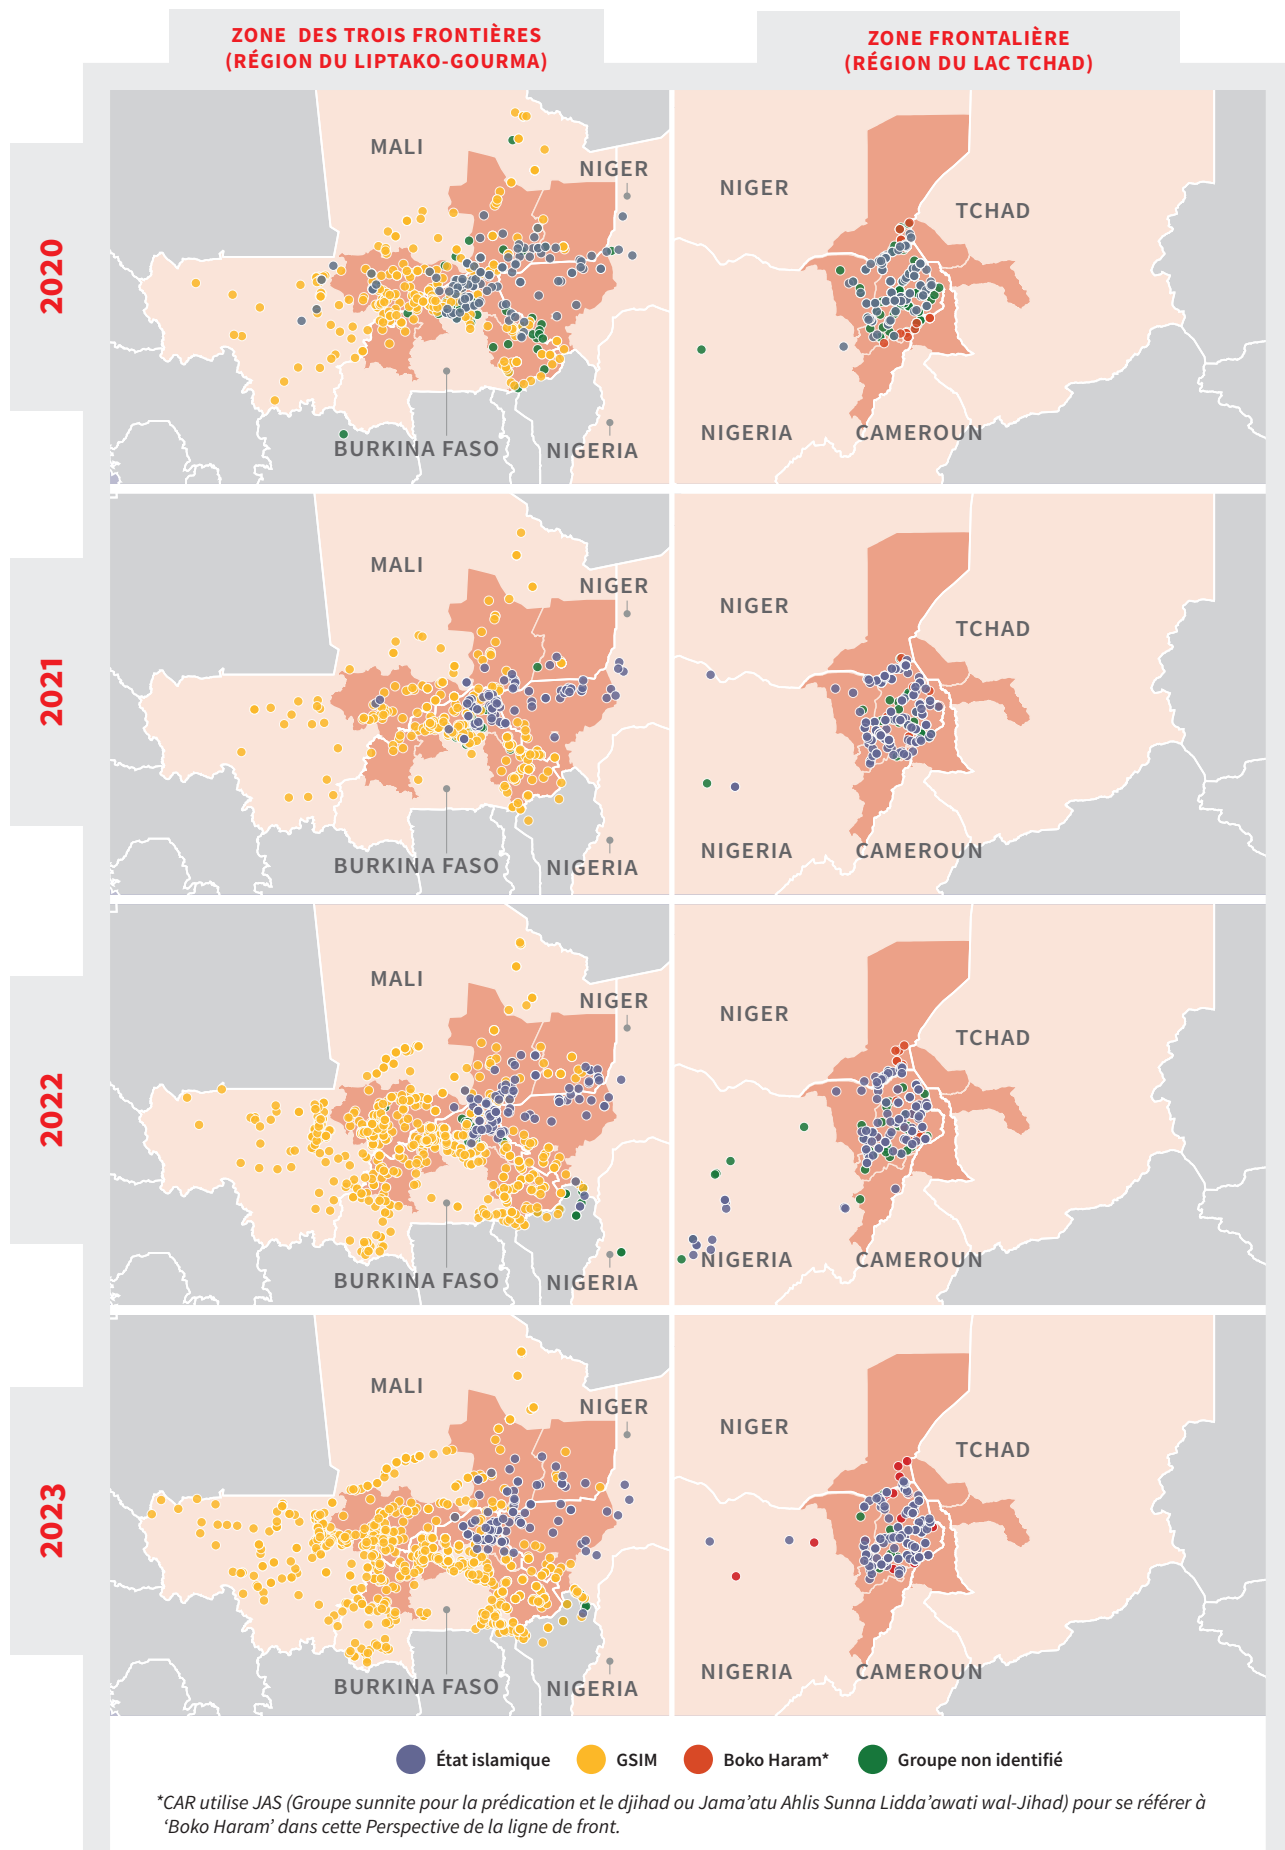 ZONE DES TROIS FRONTIÈRES
(RÉGION DU LIPTAKO-GOURMA)
ZONE FRONTALIÈRE
(RÉGION DU LAC TCHAD)
2020
MALI
NIGER
BURKINA FASO
NIGERIA
NIGER
TCHAD
NIGERIA
CAMEROUN
2021
MALI
NIGER
BURKINA FASO
NIGERIA
NIGER
TCHAD
NIGERIA
CAMEROUN
2022
MALI
NIGER
BURKINA FASO
NIGERIA
NIGER
TCHAD
NIGERIA
CAMEROUN
2023
MALI
NIGER
BURKINA FASO
NIGERIA
NIGER
TCHAD
NIGERIA
CAMEROUN
État islamique
GSIM
Boko Haram*
Groupe non identifié
*CAR utilise JAS (Groupe sunnite pour la prédication et le djihad ou Jama’atu Ahlis Sunna Lidda’awati wal-Jihad) pour se référer à
‘Boko Haram’ dans cette Perspective de la ligne de front.